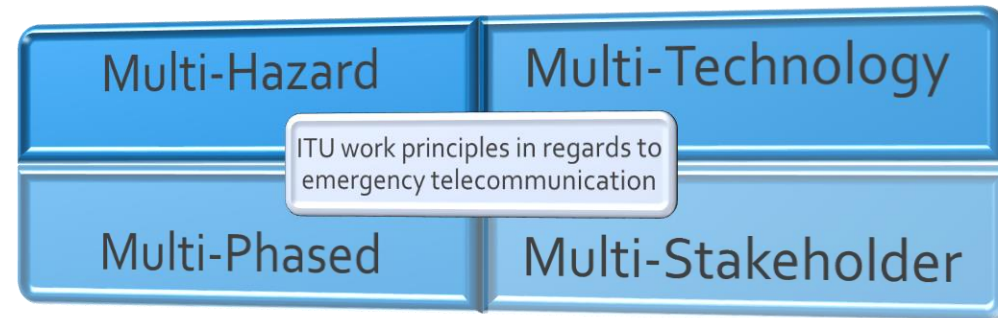 Multi-Hazard
Multi-Technology
ITU work principles in regards to
emergency telecommunication
Multi-Phased
Multi-Stakeholder